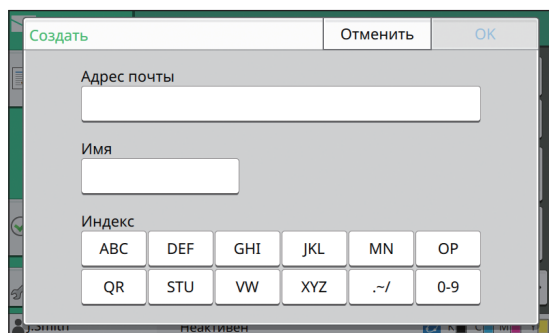 Создать Отменить OK
Адрес почты
Имя
Индекс
ABC DEF GHI JKL MN OP
QR STU VW XYZ .~/ 0-9
J.Smith Неактивен K C M